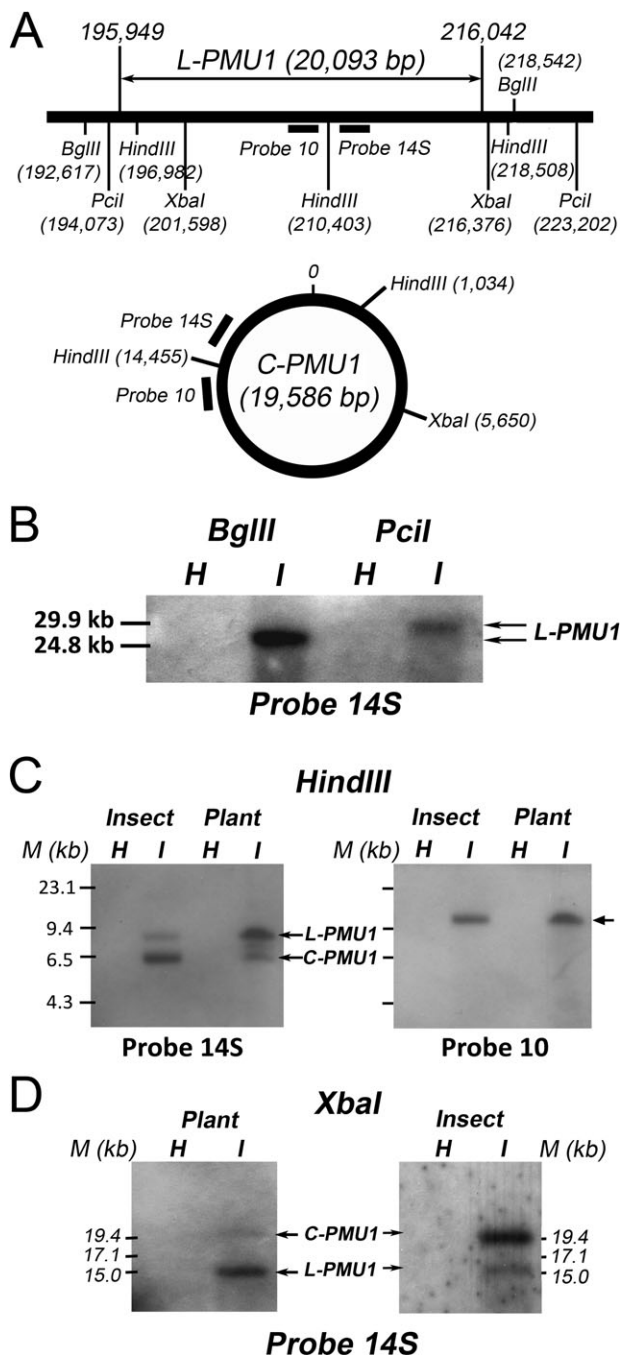 A
195,949
216,042
(218,542)
L-PMU1 (20,093 bp)
BglII
BglII
(192,617)
HindIII
(196,982)
Probe 10
Probe 14S
HindIII
(218,508)
PciI
(194,073)
XbaI
(201,598)
HindIII
(210,403)
XbaI
(216,376)
PciI
(223,202)
0
HindIII (1,034)
Probe 14S
HindIII (14,455)
Probe 10
C-PMU1
(19,586 bp)
XbaI (5,650)
B
BglII PciI
H I H I
29.9 kb
24.8 kb
L-PMU1
Probe 14S
C
HindIII
Insect Plant
M (kb) H I H I
23.1
9.4
6.5
4.3
L-PMU1
C-PMU1
Probe 14S
Insect Plant
M (kb) H I H I
Probe 10
D
XbaI
Plant
M (kb) H I
19.4
17.1
15.0
C-PMU1
L-PMU1
Insect
H I M (kb)
19.4
17.1
15.0
Probe 14S